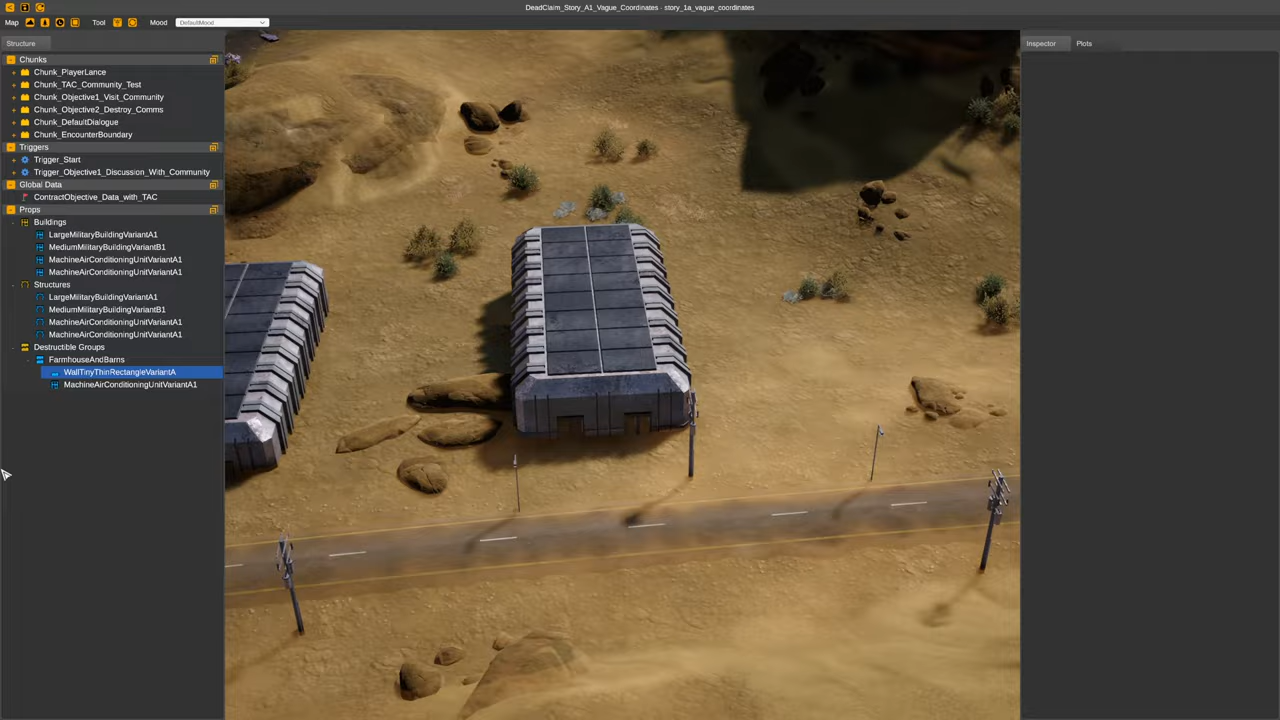 DeadClaim_Story_A1_Vague_Coordinates - story_1a_vague_coordinates
Map Tool Mood DefaultMood
Structure
Inspector Plots
Chunks
Chunk_PlayerLance
Chunk_TAC_Community_Test
Chunk_Objective1_Visit_Community
Chunk_Objective2_Destroy_Comms
Chunk_DefaultDialogue
Chunk_EncounterBoundary
Triggers
Trigger_Start
Trigger_Objective1_Discussion_With_Community
Global Data
ContractObjective_Data_with_TAC
Props
Buildings
LargeMilitaryBuildingVariantA1
MediumMilitaryBuildingVariantB1
MachineAirConditioningUnitVariantA1
MachineAirConditioningUnitVariantA1
Structures
LargeMilitaryBuildingVariantA1
MediumMilitaryBuildingVariantB1
MachineAirConditioningUnitVariantA1
MachineAirConditioningUnitVariantA1
Destructible Groups
FarmhouseAndBarns
WallTinyThinRectangleVariantA
MachineAirConditioningUnitVariantA1